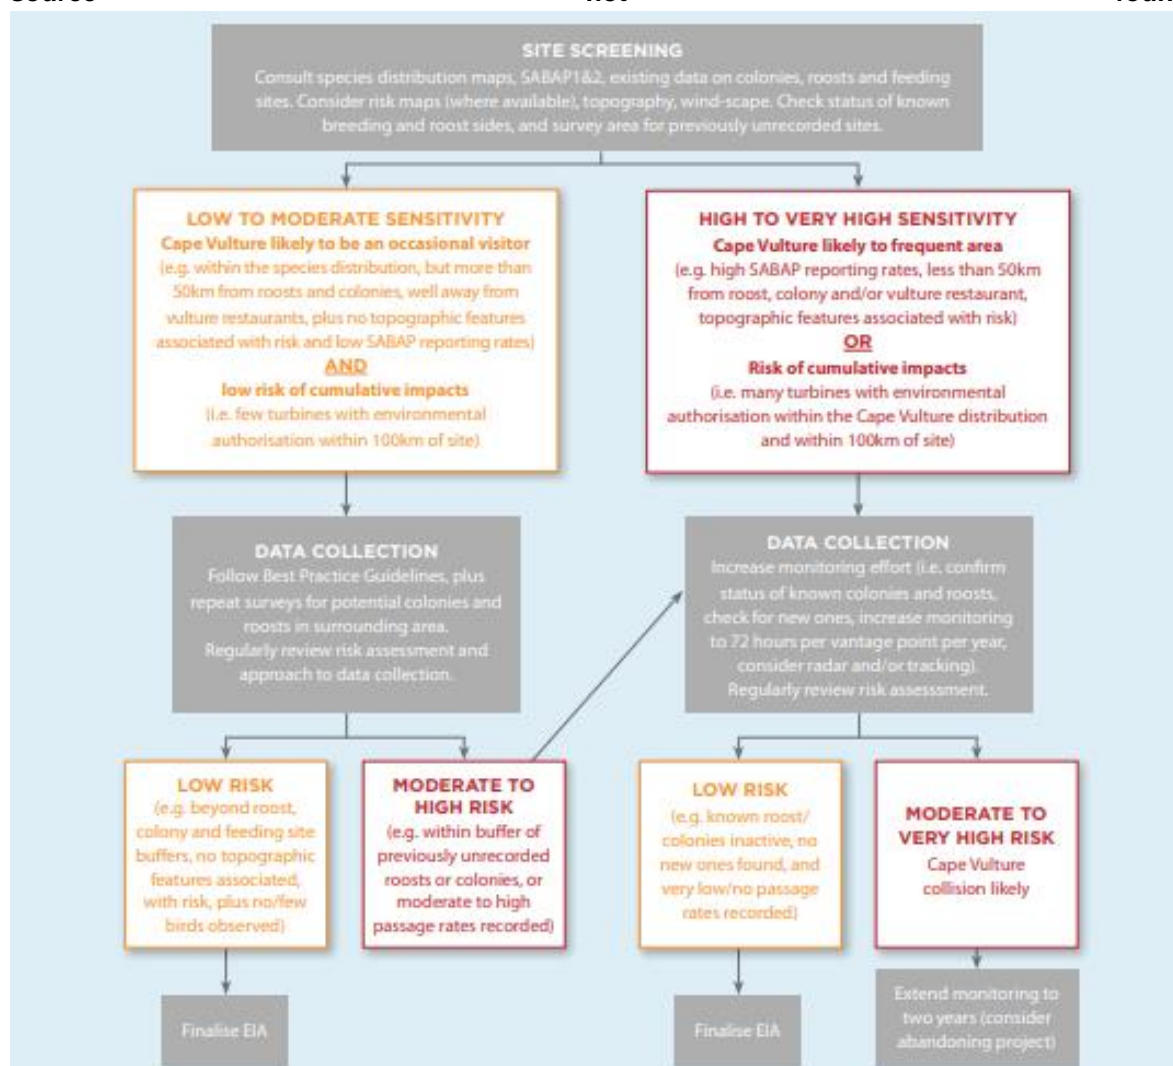 SITE SCREENING
Consult species distribution maps, SABAP1&2, existing data on colonies, roosts and feeding
sites. Consider risk maps (where available), topography, wind-scape. Check status of known
breeding and roost sides, and survey area for previously unrecorded sites.
LOW TO MODERATE SENSITIVITY
Cape Vulture likely to be an occasional visitor
(e.g. within the species distribution, but more than
50km from roosts and colonies, well away from
vulture restaurants, plus no topographic features
associated with risk and low SABAP reporting rates)
AND
low risk of cumulative impacts
(i.e. few turbines with environmental
authorisation within 100km of site)
HIGH TO VERY HIGH SENSITIVITY
Cape Vulture likely to frequent area
(e.g. high SABAP reporting rates, less than 50km
from roost, colony and/or vulture restaurant,
topographic features associated with risk)
OR
Risk of cumulative impacts
(i.e. many turbines with environmental
authorisation within the Cape Vulture distribution
and within 100km of site)
DATA COLLECTION
Follow Best Practice Guidelines, plus
repeat surveys for potential colonies and
roosts in surrounding area.
Regularly review risk assessment and
approach to data collection.
DATA COLLECTION
Increase monitoring effort (i.e. confirm
status of known colonies and roosts,
check for new ones, increase monitoring
to 72 hours per vantage point per year,
consider radar and/or tracking).
Regularly review risk assesssment.
LOW RISK
(e.g. beyond roost,
colony and feeding site
buffers, no topographic
features associated,
with risk, plus no/few
birds observed)
MODERATE TO
HIGH RISK
(e.g. within buffer of
previously unrecorded
roosts or colonies, or
moderate to high
passage rates recorded)
LOW RISK
(e.g. known roost/
colonies inactive, no
new ones found, and
very low/no passage
rates recorded)
MODERATE TO
VERY HIGH RISK
Cape Vulture
collision likely
Finalise EIA
Finalise EIA
Extend monitoring to
two years (consider
abandoning project)